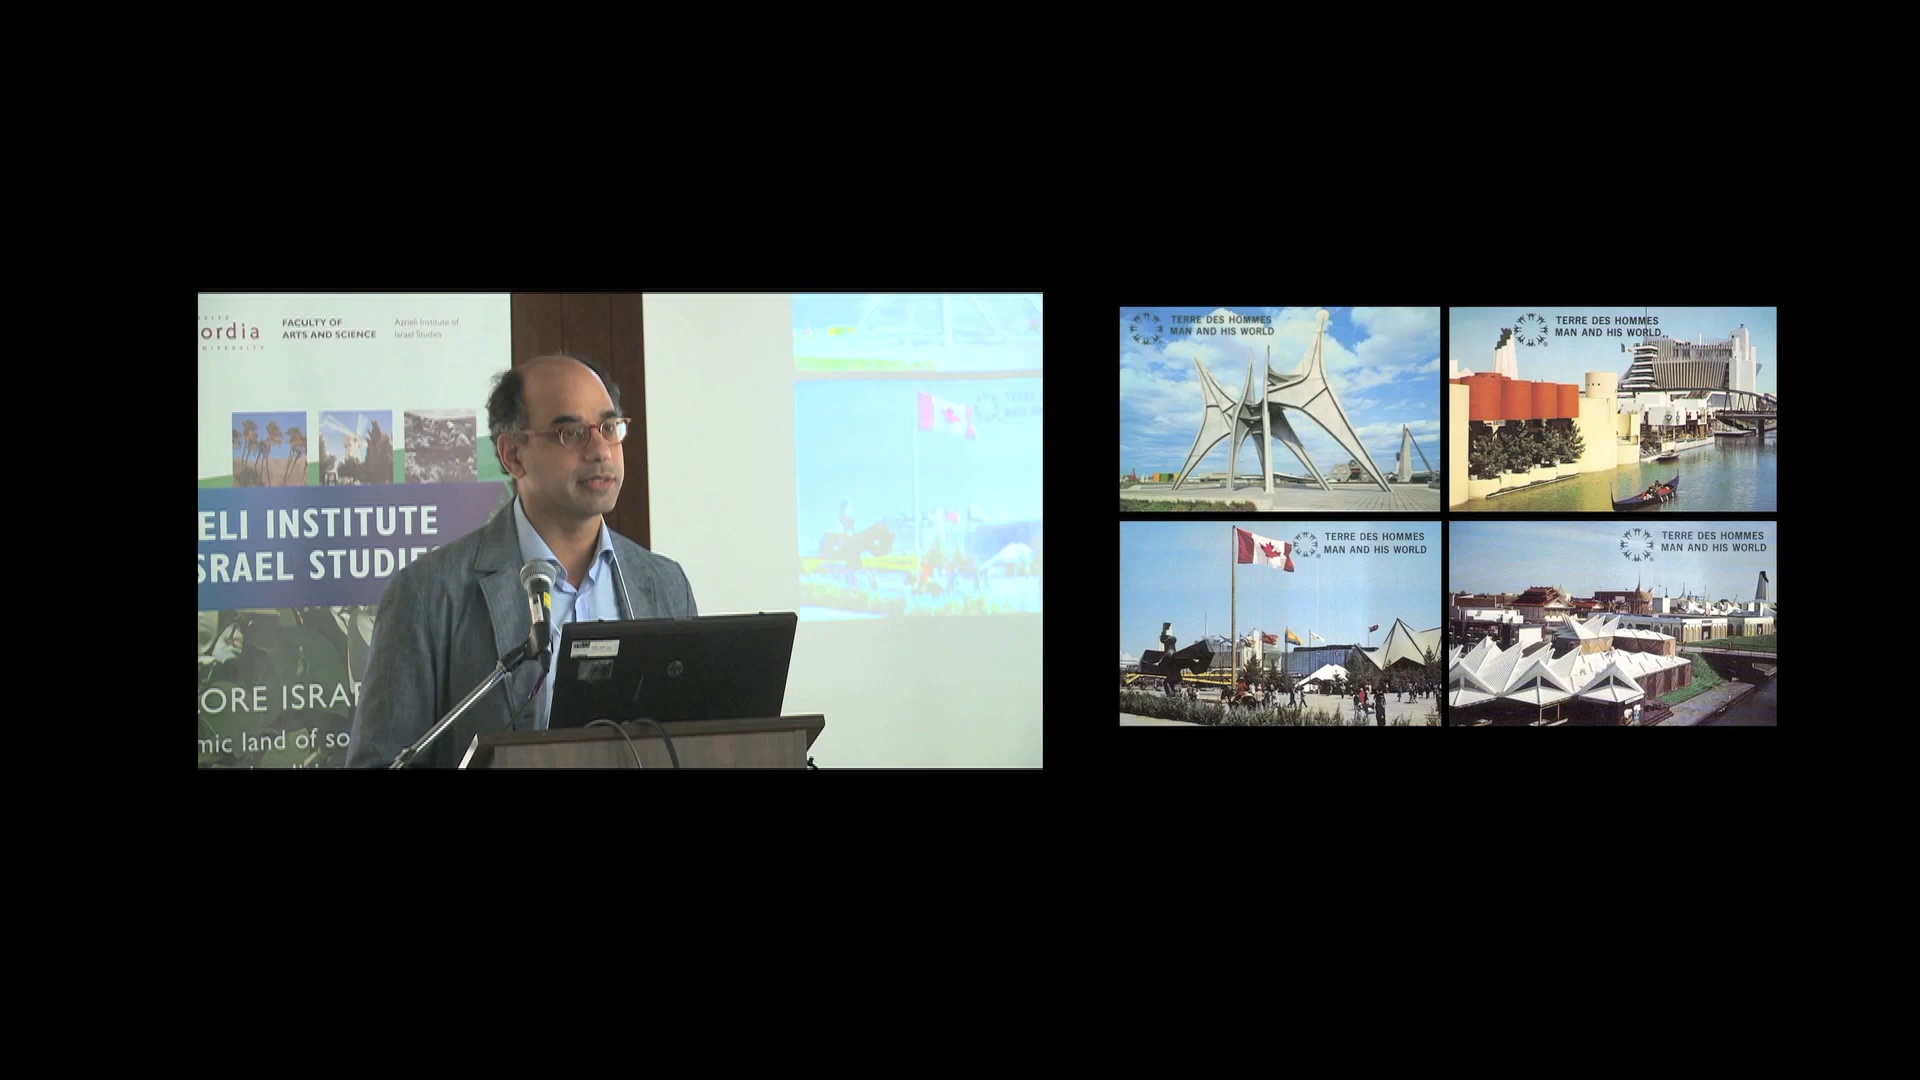 ordia
FACULTY OF
ARTS AND SCIENCE
Azrieli Institute of
Israel Studies
ELI INSTITUTE
SRAEL STUDIE
ORE ISRA
mic land of so
TERRE DES HOMMES
MAN AND HIS WORLD
TERRE DES HOMMES
MAN AND HIS WORLD
TERRE DES HOMMES
MAN AND HIS WORLD
TERRE DES HOMMES
MAN AND HIS WORLD